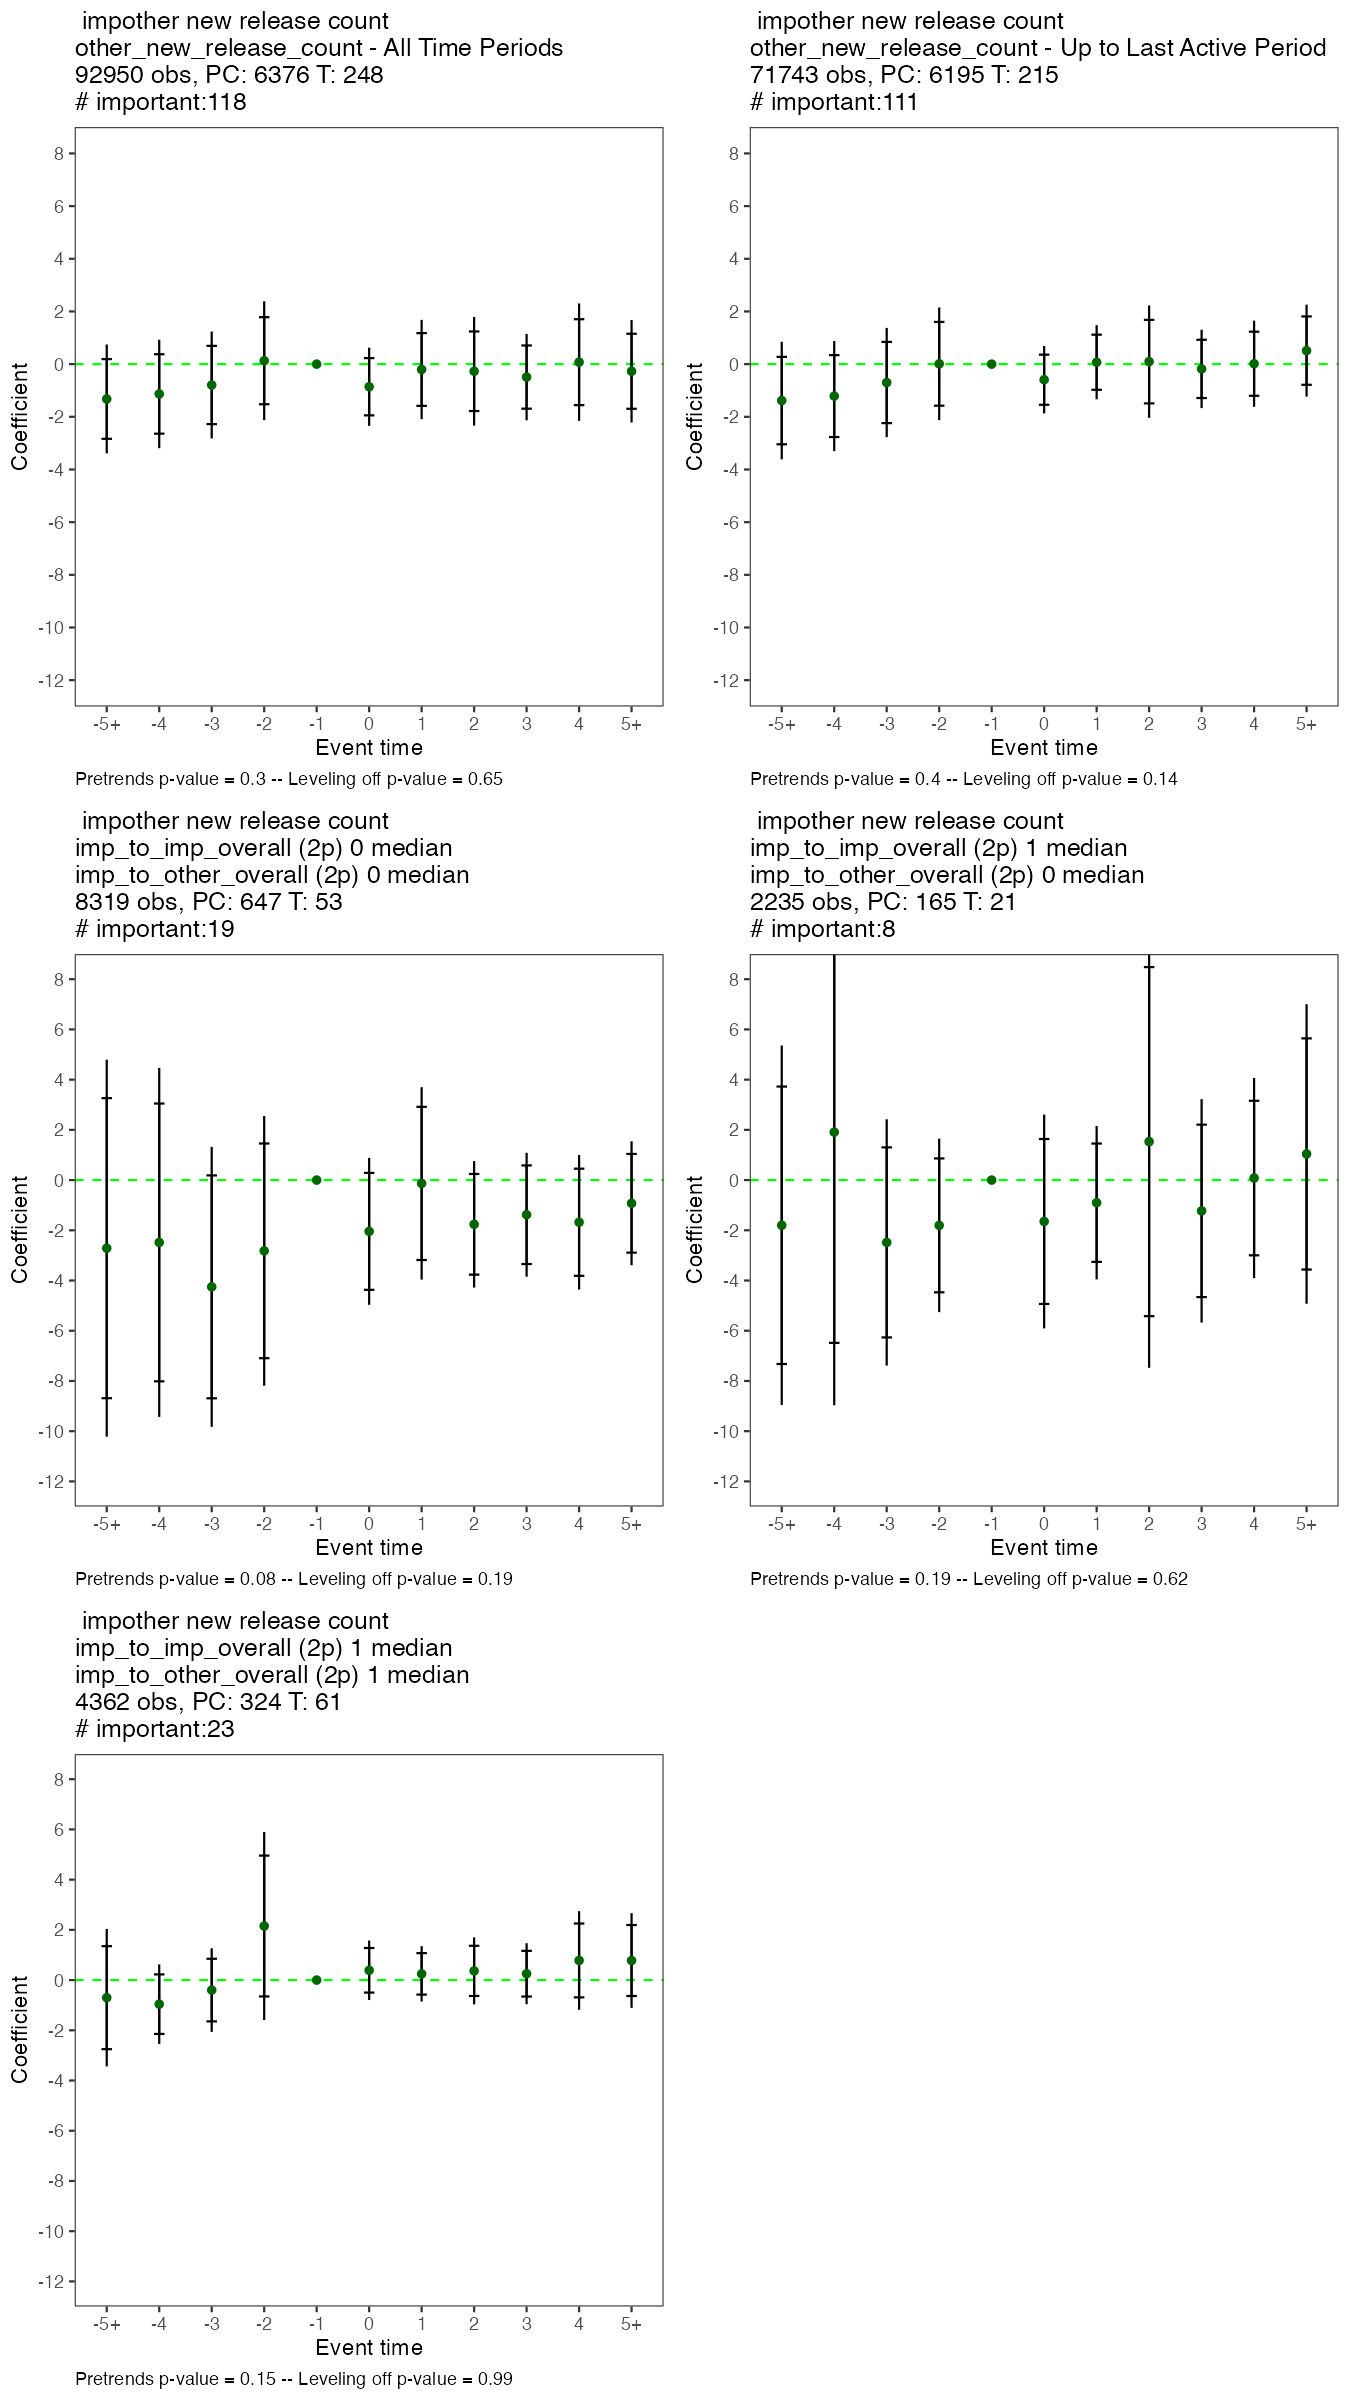 impother new release count
other_new_release_count - All Time Periods
92950 obs, PC: 6376 T: 248
# important:118
8
6
4
2
0
-2
-4
-6
-8
-10
-12
Coefficient
-5+ -4 -3 -2 -1 0 1 2 3 4 5+
Event time
Pretrends p-value = 0.3 -- Leveling off p-value = 0.65
impother new release count
other_new_release_count - Up to Last Active Period
71743 obs, PC: 6195 T: 215
# important:111
8
6
4
2
0
-2
-4
-6
-8
-10
-12
Coefficient
-5+ -4 -3 -2 -1 0 1 2 3 4 5+
Event time
Pretrends p-value = 0.4 -- Leveling off p-value = 0.14
impother new release count
imp_to_imp_overall (2p) 0 median
imp_to_other_overall (2p) 0 median
8319 obs, PC: 647 T: 53
# important:19
8
6
4
2
0
-2
-4
-6
-8
-10
-12
Coefficient
-5+ -4 -3 -2 -1 0 1 2 3 4 5+
Event time
Pretrends p-value = 0.08 -- Leveling off p-value = 0.19
impother new release count
imp_to_imp_overall (2p) 1 median
imp_to_other_overall (2p) 0 median
2235 obs, PC: 165 T: 21
# important:8
8
6
4
2
0
-2
-4
-6
-8
-10
-12
Coefficient
-5+ -4 -3 -2 -1 0 1 2 3 4 5+
Event time
Pretrends p-value = 0.19 -- Leveling off p-value = 0.62
impother new release count
imp_to_imp_overall (2p) 1 median
imp_to_other_overall (2p) 1 median
4362 obs, PC: 324 T: 61
# important:23
8
6
4
2
0
-2
-4
-6
-8
-10
-12
Coefficient
-5+ -4 -3 -2 -1 0 1 2 3 4 5+
Event time
Pretrends p-value = 0.15 -- Leveling off p-value = 0.99